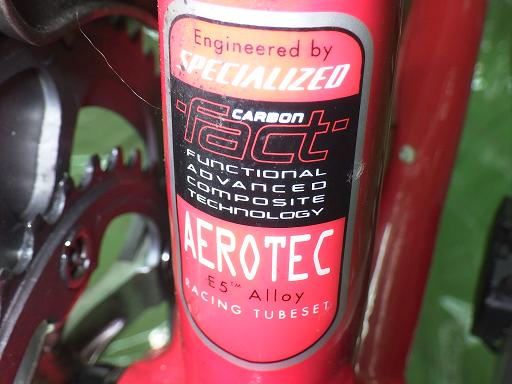 Engineered by
SPECIALIZED
CARBON
fact
FUNCTIONAL
ADVANCED
COMPOSITE
TECHNOLOGY
AEROTEC
E5™ Alloy
RACING TUBESET